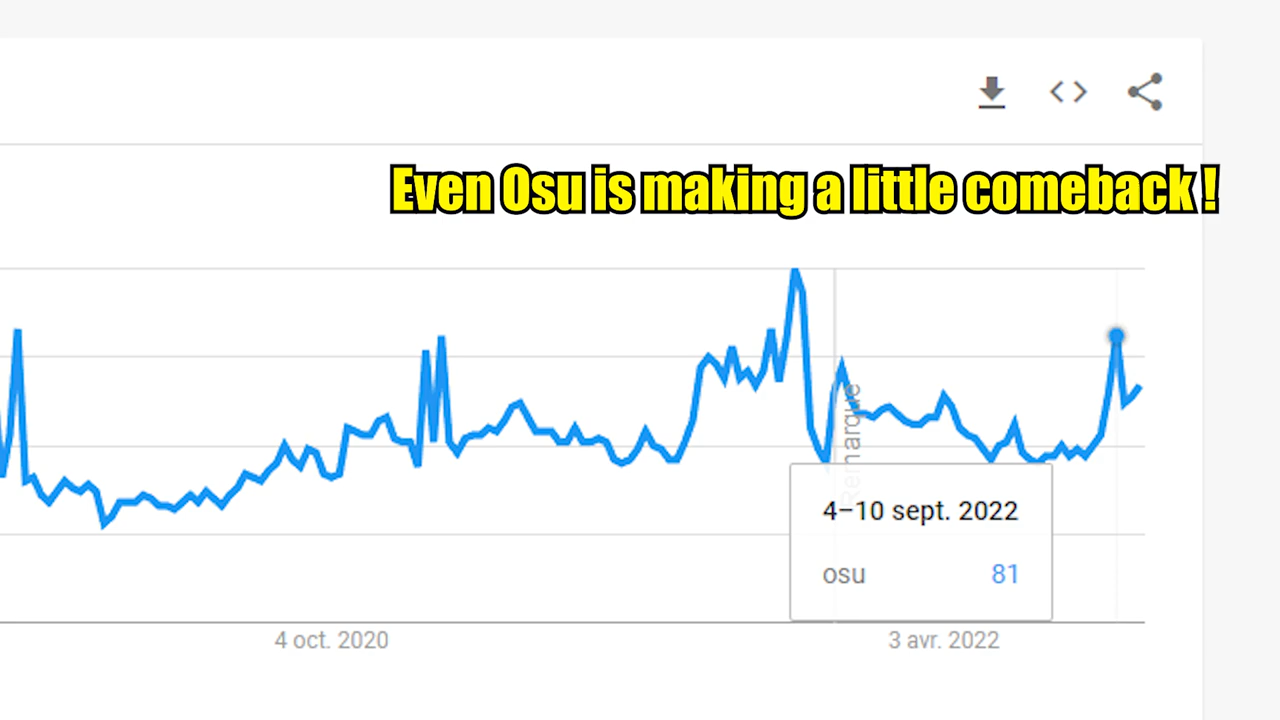 Even Osu is making a little comeback !
Remarque
4–10 sept. 2022
osu 81
4 oct. 2020
3 avr. 2022